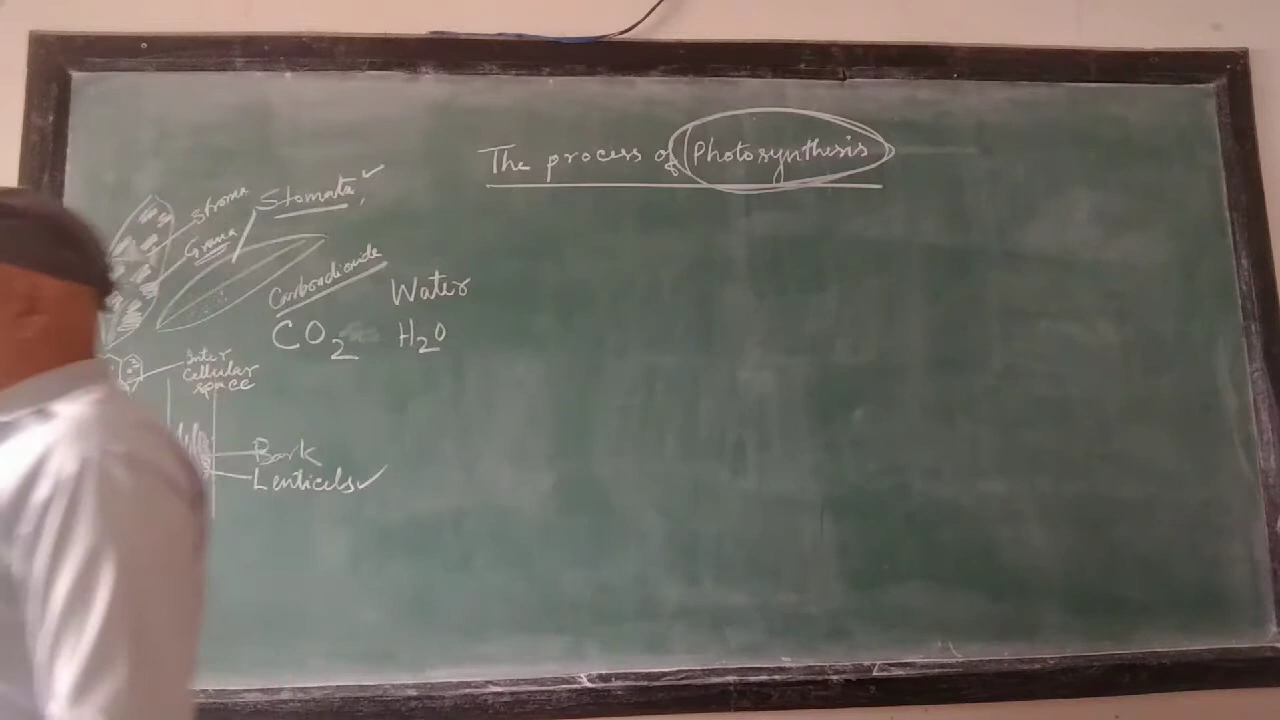 The process of Photosynthesis
Stroma
Grana
Stomata
Carbondioxide
Water
CO2
H2O
Inter
Cellular
space
Bark
Lenticels